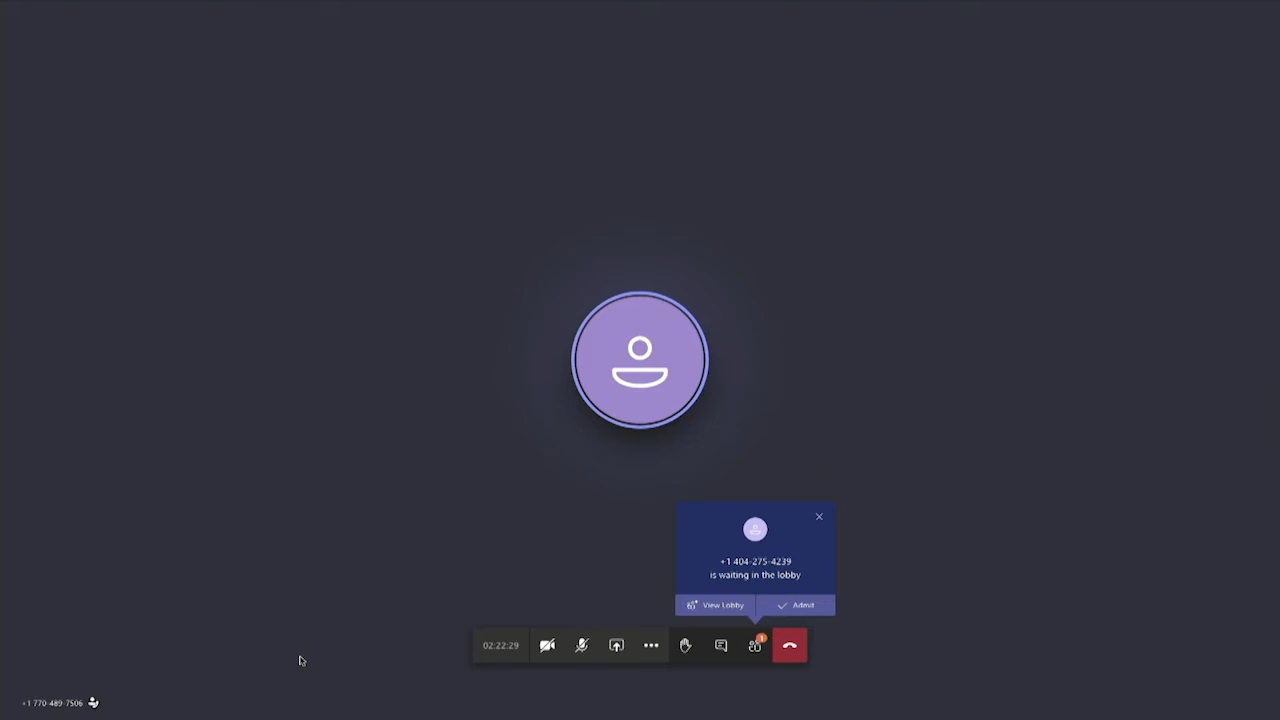 +1 404-275-4239
is waiting in the lobby
View Lobby
Admit
02:22:29
1
+1 770-489-7506